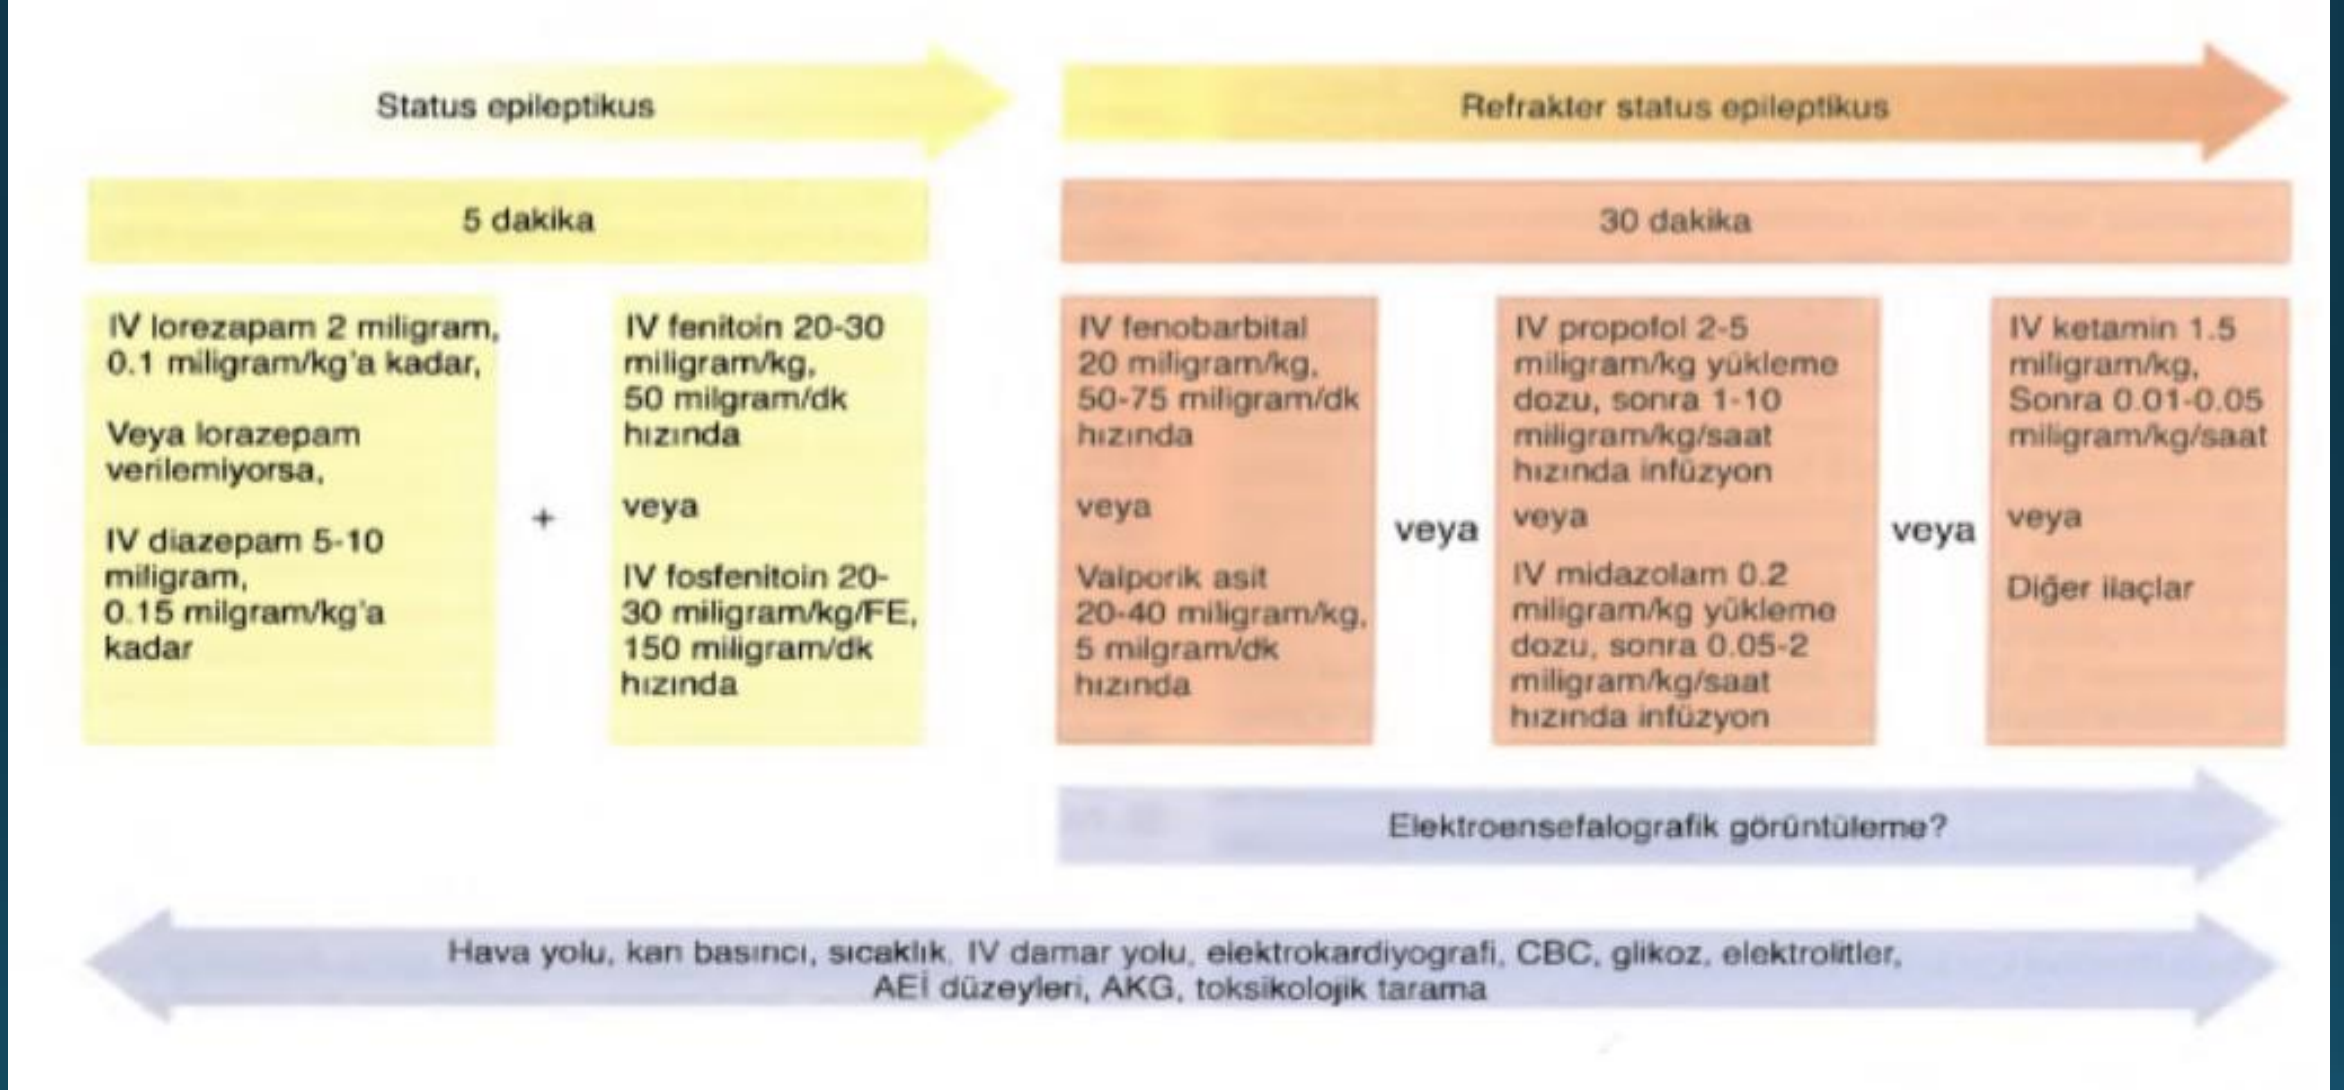 Status epileptikus
Refrakter status epileptikus
5 dakika
30 dakika
IV lorezapam 2 miligram,
0.1 miligram/kg'a kadar,
Veya lorazepam
verilemiyorsa,
IV diazepam 5-10
miligram,
0.15 milgram/kg'a
kadar
+
IV fenitoin 20-30
miligram/kg,
50 milgram/dk
hızında
veya
IV fosfenitoin 20-
30 miligram/kg/FE,
150 miligram/dk
hızında
IV fenobarbital
20 miligram/kg,
50-75 miligram/dk
hızında
veya
Valporik asit
20-40 miligram/kg,
5 milgram/dk
hızında
veya
IV propofol 2-5
miligram/kg yükleme
dozu, sonra 1-10
miligram/kg/saat
hızında infüzyon
veya
IV midazolam 0.2
miligram/kg yükleme
dozu, sonra 0.05-2
miligram/kg/saat
hızında infüzyon
veya
IV ketamin 1.5
miligram/kg,
Sonra 0.01-0.05
miligram/kg/saat
veya
Diğer ilaçlar
Elektroensefalografik görüntüleme?
Hava yolu, kan basıncı, sıcaklık, IV damar yolu, elektrokardiyografi, CBC, glikoz, elektrolitler,
AEİ düzeyleri, AKG, toksikolojik tarama